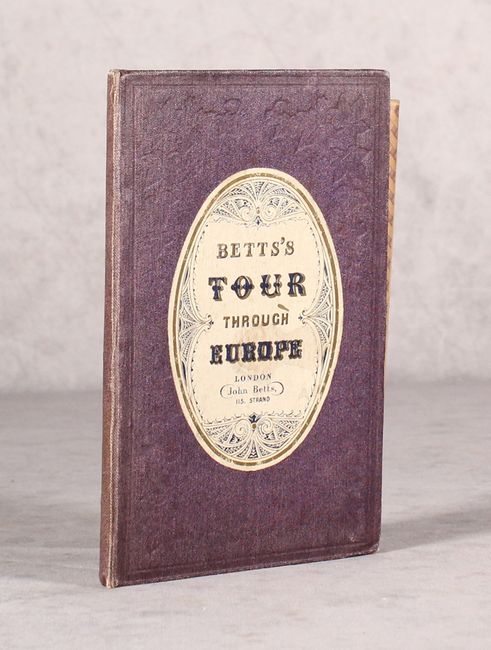 BETTS'S
TOUR
THROUGH
EUROPE
LONDON
John Betts,
115, STRAND